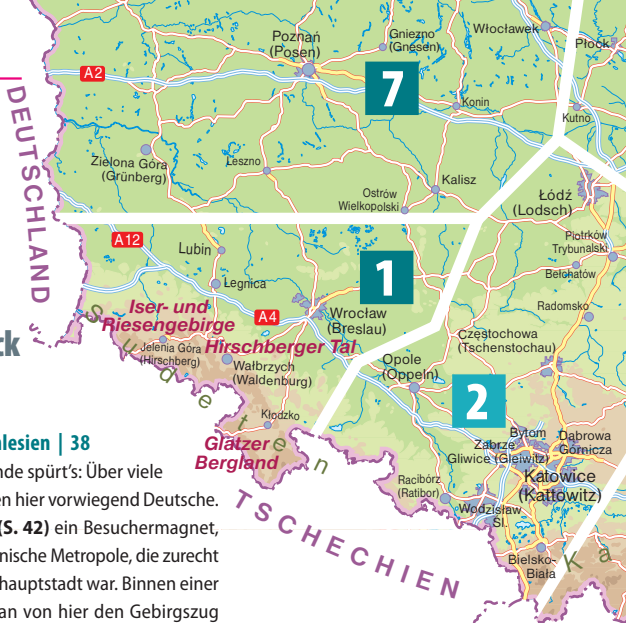 Włocławek
Płock
Poznań
(Posen)
Gniezno
(Gnesen)
A2
7
Konin
Kutno
DEUTSCHLAND
Zielona Góra
(Grünberg)
Leszno
Kalisz
Ostrów
Wielkopolski
Łódź
(Lodsch)
A12
Lubin
Piotrków
Trybunalski
Bełchatów
1
Legnica
Iser- und
Riesengebirge
A4
Wrocław
(Breslau)
Radomsko
Sudeten
Jelenia Góra
(Hirschberg)
Hirschberger Tal
Wałbrzych
(Waldenburg)
Opole
(Oppeln)
Częstochowa
(Tschenstochau)
2
Kłodzko
Glatzer
Bergland
Bytom
Zabrze
Gliwice (Gleiwitz)
Dąbrowa
Górnicza
Katowice
(Kattowitz)
Racibórz
(Ratibor)
Wodzisław
Śl.
Bielsko-
Biała
Ka
TSCHECHIEN
ck
lesien | 38
nde spürt's: Über viele
en hier vorwiegend Deutsche.
(S. 42) ein Besuchermagnet,
nische Metropole, die zurecht
hauptstadt war. Binnen einer
an von hier den Gebirgszug